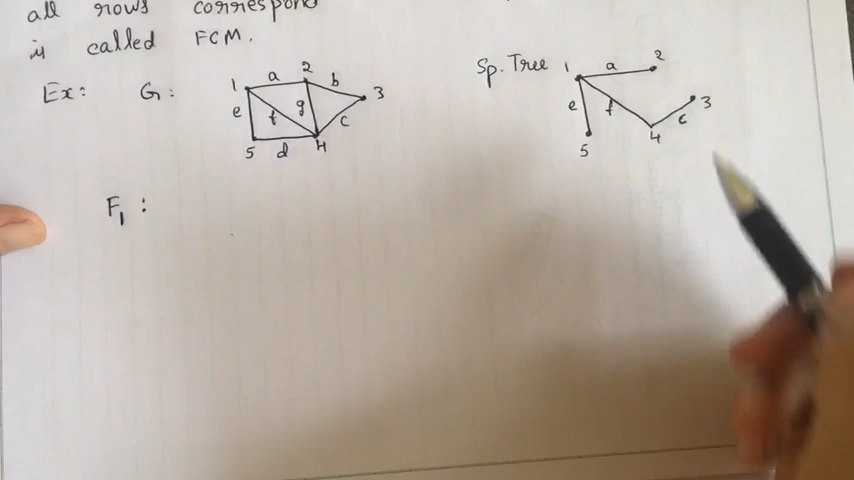 all rows correspond
is called FCM.
Ex: G: 1 a 2 b 3 e f g c 5 d 4
Sp. Tree 1 a 2 e f c 3 4 5
F1 :